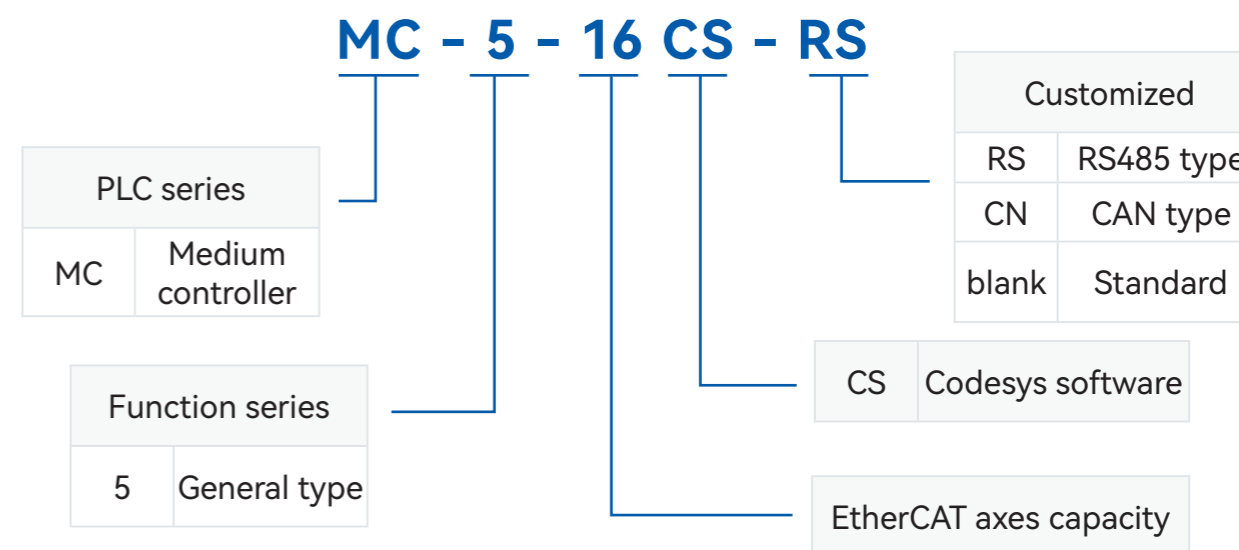 MC - 5 - 16 CS - RS
PLC series
MC
Medium
controller
Function series
5
General type
Customized
RS
RS485 type
CN
CAN type
blank
Standard
CS
Codesys software
EtherCAT axes capacity